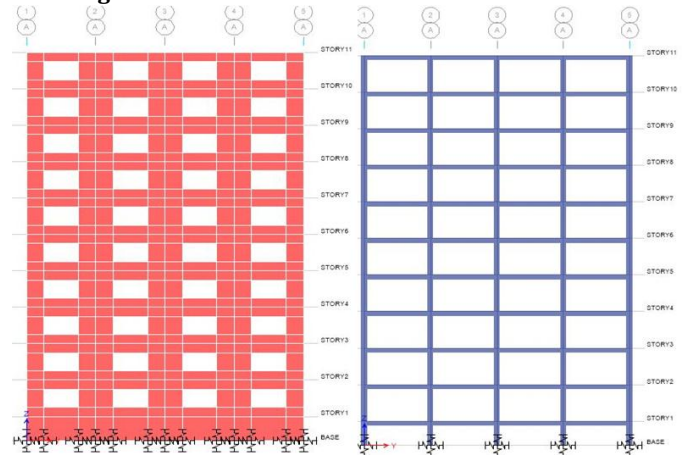 1 2 3 4 5
A A A A A
STORY11
STORY10
STORY9
STORY8
STORY7
STORY6
STORY5
STORY4
STORY3
STORY2
STORY1
BASE
Z
1 2 3 4 5
A A A A A
STORY11
STORY10
STORY9
STORY8
STORY7
STORY6
STORY5
STORY4
STORY3
STORY2
STORY1
BASE
Z
Y